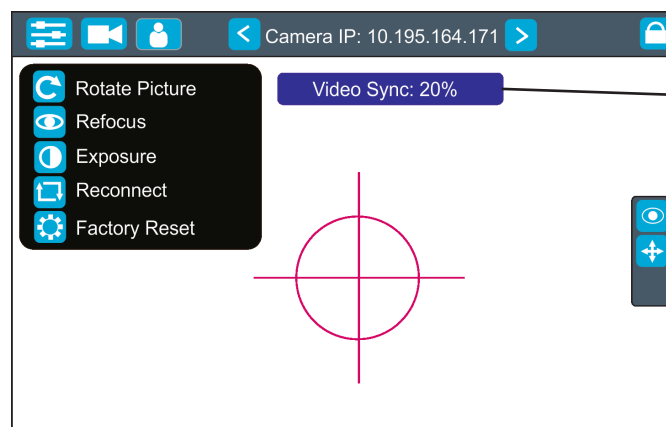 Camera IP: 10.195.164.171
Rotate Picture
Video Sync: 20%
Refocus
Exposure
Reconnect
Factory Reset